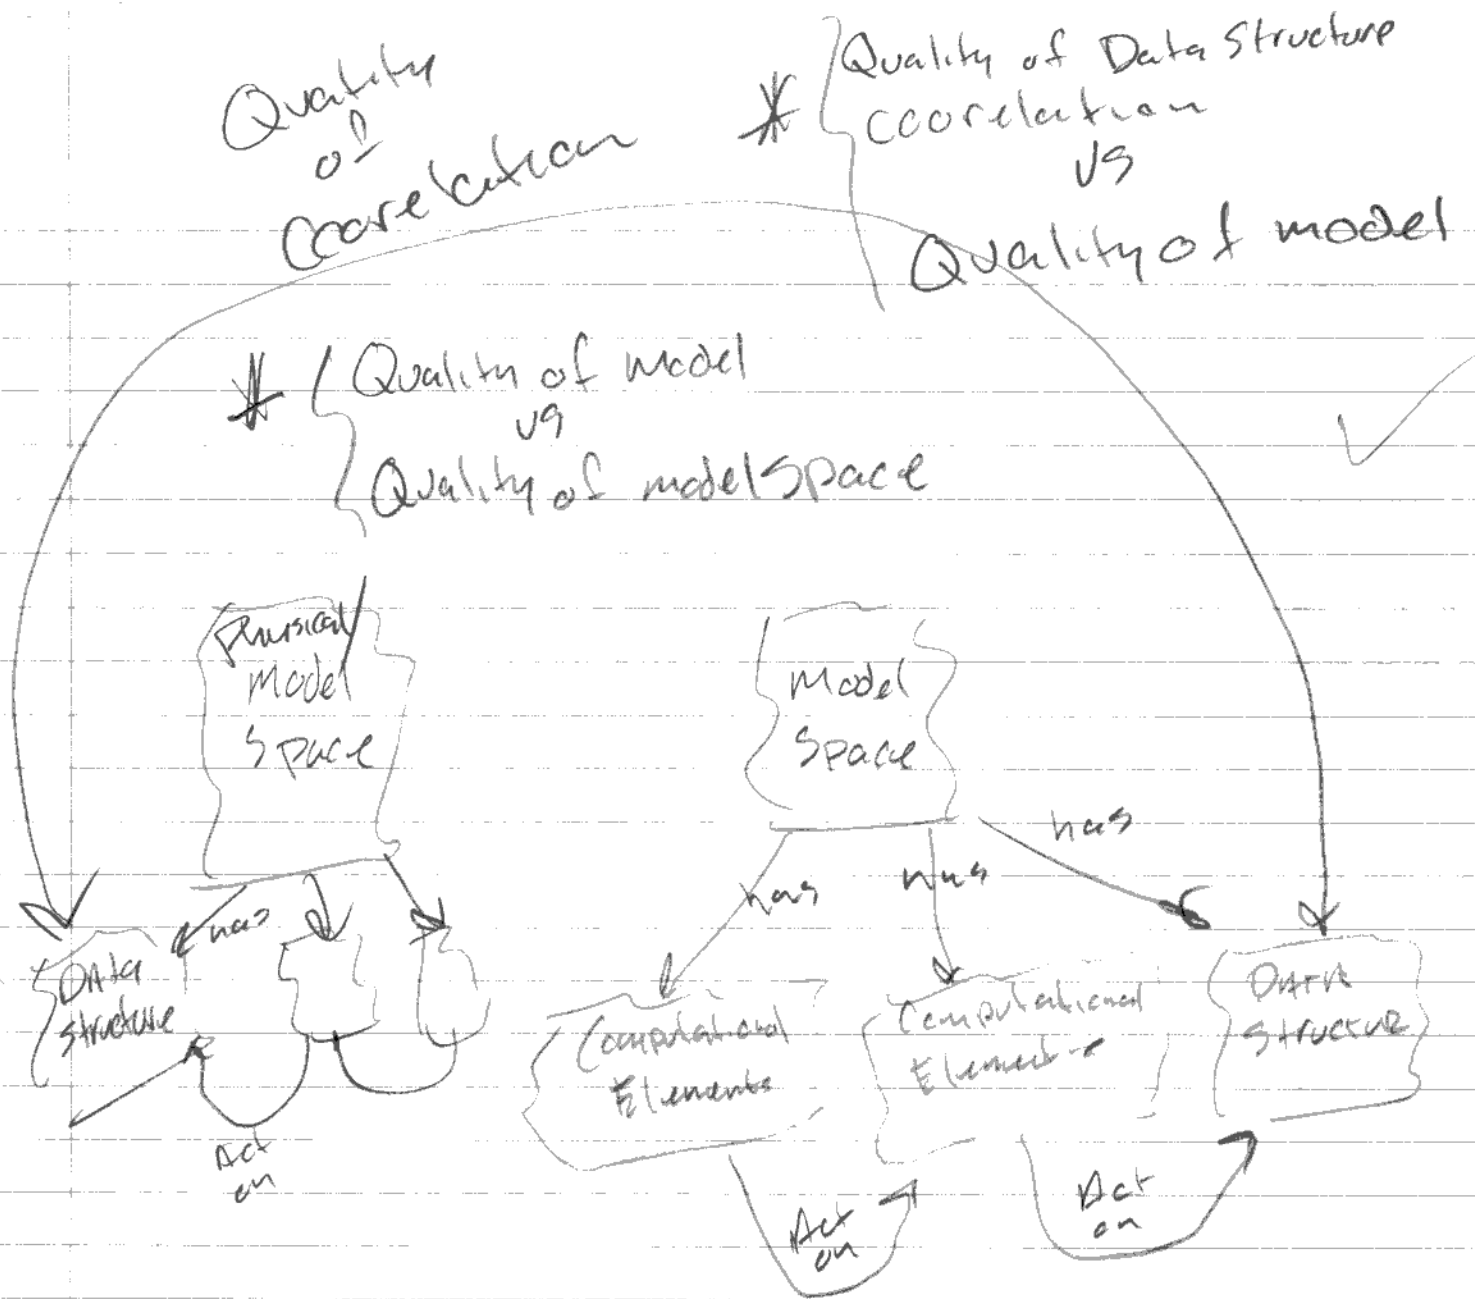 Quality
of
Coorelation
Quality of Data Structure
coorelation
vs
Quality of model
Quality of model
vs
Quality of modelspace
Physical
Model
Space
Model
Space
has
has
has
has
Data
Structure
Computational
Elements
Computational
Elements
Data
Structure
Act
on
Act
on
Act
on